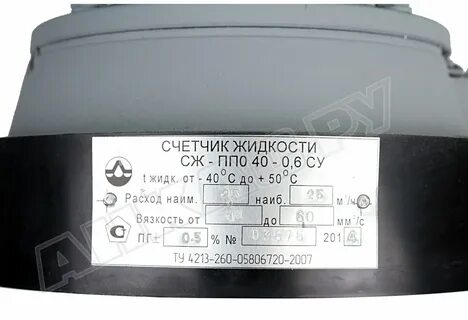 СЧЕТЧИК ЖИДКОСТИ
СЖ - ППО 40 - 0,6 СУ
t жидк. от - 40°С до + 50°С
Расход наим. наиб. 25 м³/ч
Вязкость от до 60 мм²/с
ПГ± 0.5 % № 201
ТУ 4213-260-05806720-2007